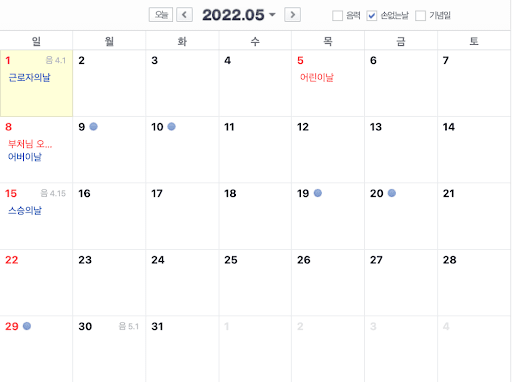 오늘 2022.05 음력 손없는날 기념일
일 월 화 수 목 금 토
1 음 4.1 2 3 4 5 6 7
근로자의날 어린이날
8 9 10 11 12 13 14
부처님 오...
어버이날
15 음 4.15 16 17 18 19 20 21
스승의날
22 23 24 25 26 27 28
29 30 음 5.1 31 1 2 3 4